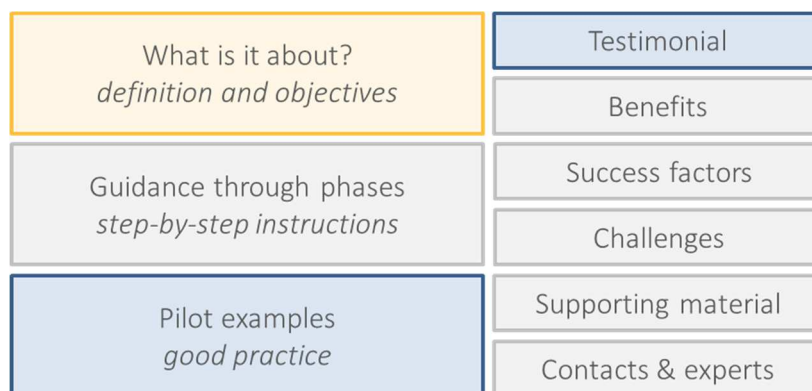 What is it about?
definition and objectives
Guidance through phases
step-by-step instructions
Pilot examples
good practice
Testimonial
Benefits
Success factors
Challenges
Supporting material
Contacts & experts